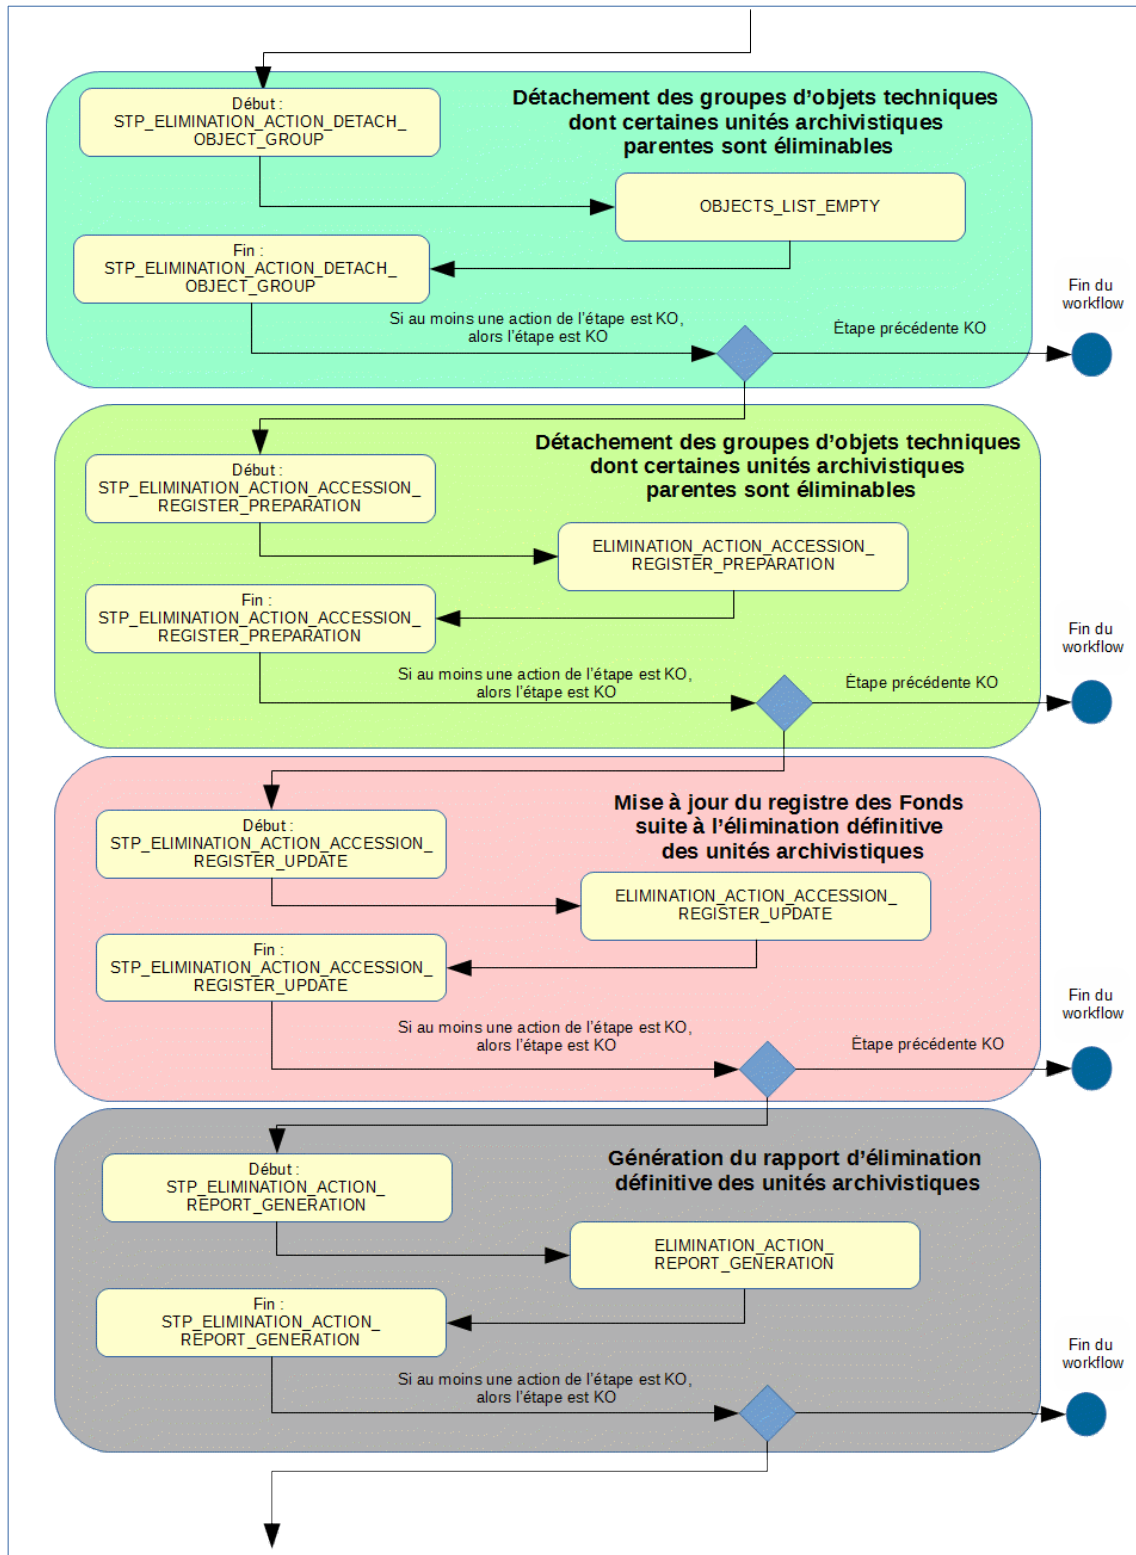 Début :
STP_ELIMINATION_ACTION_DETACH_
OBJECT_GROUP
Détachement des groupes d’objets techniques
dont certaines unités archivistiques
parentes sont éliminables
OBJECTS_LIST_EMPTY
Fin :
STP_ELIMINATION_ACTION_DETACH_
OBJECT_GROUP
Si au moins une action de l’étape est KO,
alors l’étape est KO
Étape précédente KO
Fin du
workflow
Détachement des groupes d’objets techniques
dont certaines unités archivistiques
parentes sont éliminables
Début :
STP_ELIMINATION_ACTION_ACCESSION_
REGISTER_PREPARATION
ELIMINATION_ACTION_ACCESSION_
REGISTER_PREPARATION
Fin :
STP_ELIMINATION_ACTION_ACCESSION_
REGISTER_PREPARATION
Si au moins une action de l’étape est KO,
alors l’étape est KO
Étape précédente KO
Fin du
workflow
Mise à jour du registre des Fonds
suite à l’élimination définitive
des unités archivistiques
Début :
STP_ELIMINATION_ACTION_ACCESSION_
REGISTER_UPDATE
ELIMINATION_ACTION_ACCESSION_
REGISTER_UPDATE
Fin :
STP_ELIMINATION_ACTION_ACCESSION_
REGISTER_UPDATE
Si au moins une action de l’étape est KO,
alors l’étape est KO
Étape précédente KO
Fin du
workflow
Génération du rapport d’élimination
définitive des unités archivistiques
Début :
STP_ELIMINATION_ACTION_
REPORT_GENERATION
ELIMINATION_ACTION_
REPORT_GENERATION
Fin :
STP_ELIMINATION_ACTION_
REPORT_GENERATION
Si au moins une action de l’étape est KO,
alors l’étape est KO
Fin du
workflow